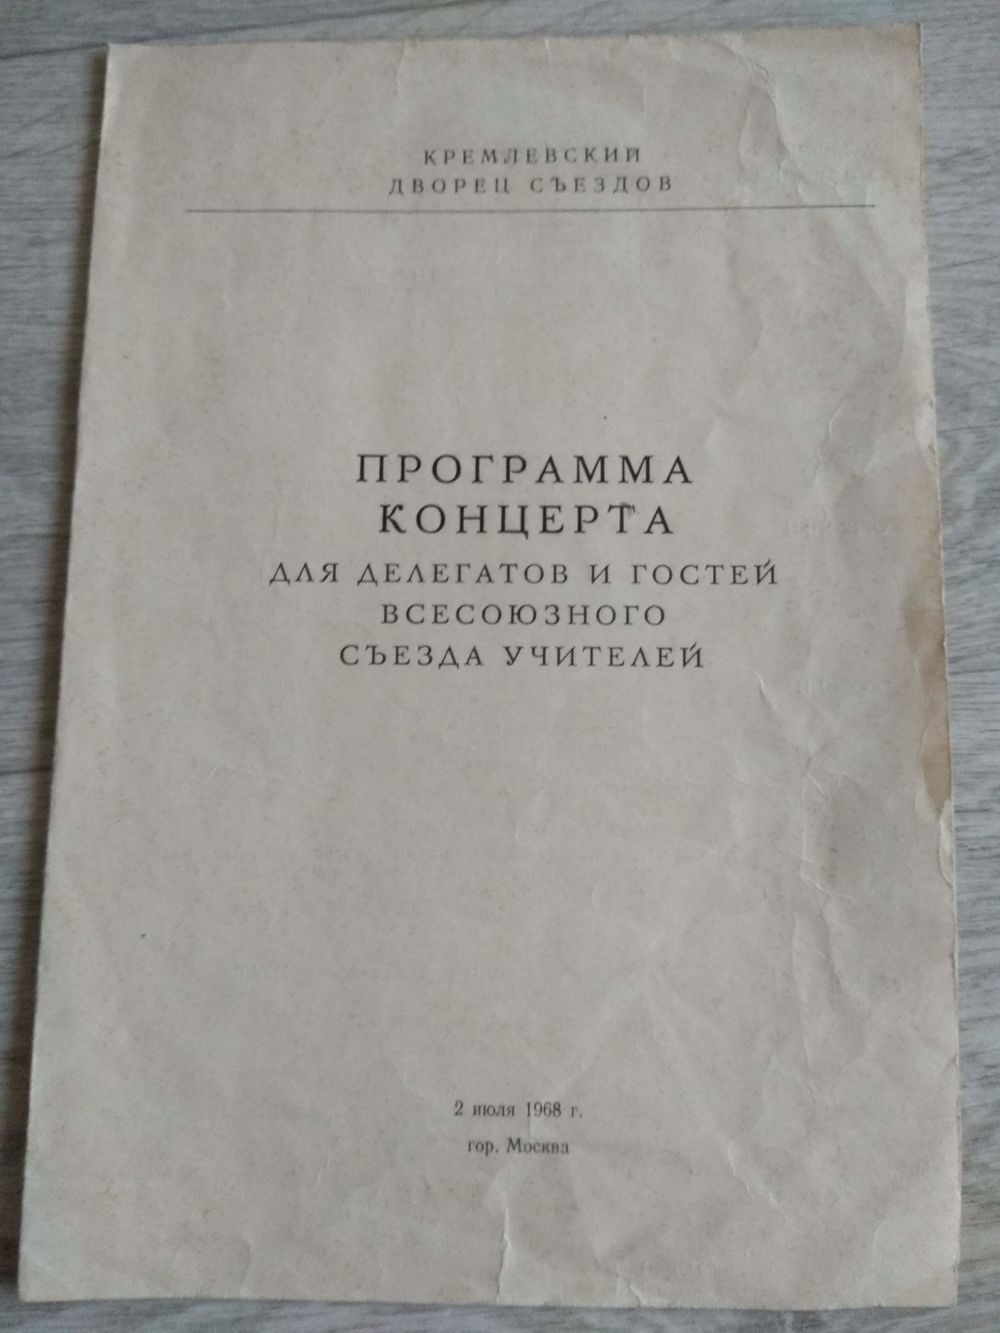 КРЕМЛЕВСКИЙ
ДВОРЕЦ СЪЕЗДОВ
ПРОГРАММА
КОНЦЕРТА
ДЛЯ ДЕЛЕГАТОВ И ГОСТЕЙ
ВСЕСОЮЗНОГО
СЪЕЗДА УЧИТЕЛЕЙ
2 июля 1968 г.
гор. Москва